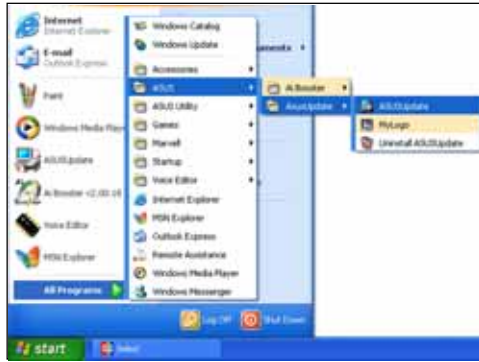 Internet
Internet Explorer
E-mail
Outlook Express
Paint
Windows Media Player
ASUSUpdate
Ai Booster
Voice Editor
MSN Explorer
All Programs
Windows Catalog
Windows Update
Accessories
ASUS
ASUS Utility
Games
Marvell
Startup
Voice Editor
Internet Explorer
MSN Explorer
Outlook Express
Remote Assistance
Windows Media Player
Windows Messenger
Ai Booster
AsusUpdate
ASUSUpdate
MyLogo
Uninstall ASUSUpdate
Log Off
Shut Down
start